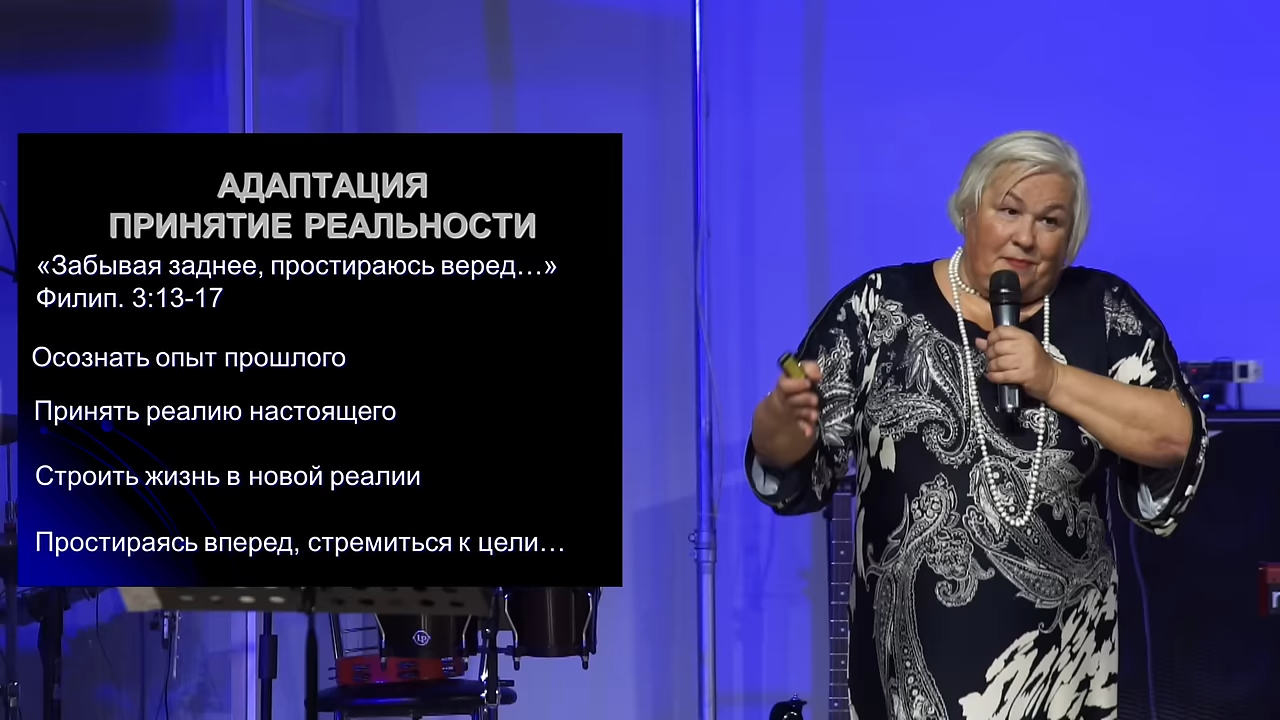 АДАПТАЦИЯ
ПРИНЯТИЕ РЕАЛЬНОСТИ
«Забывая заднее, простираюсь веред…»
Филип. 3:13-17
Осознать опыт прошлого
Принять реалию настоящего
Строить жизнь в новой реалии
Простираясь вперед, стремиться к цели…
LP